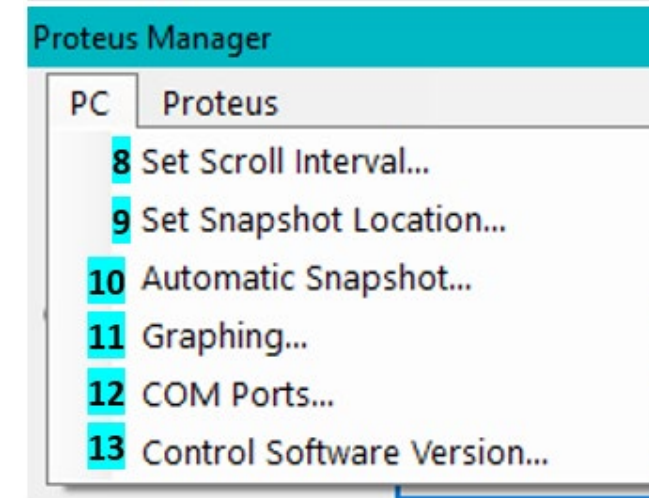 Proteus Manager
PC Proteus
8 Set Scroll Interval...
9 Set Snapshot Location...
10 Automatic Snapshot...
11 Graphing...
12 COM Ports...
13 Control Software Version...